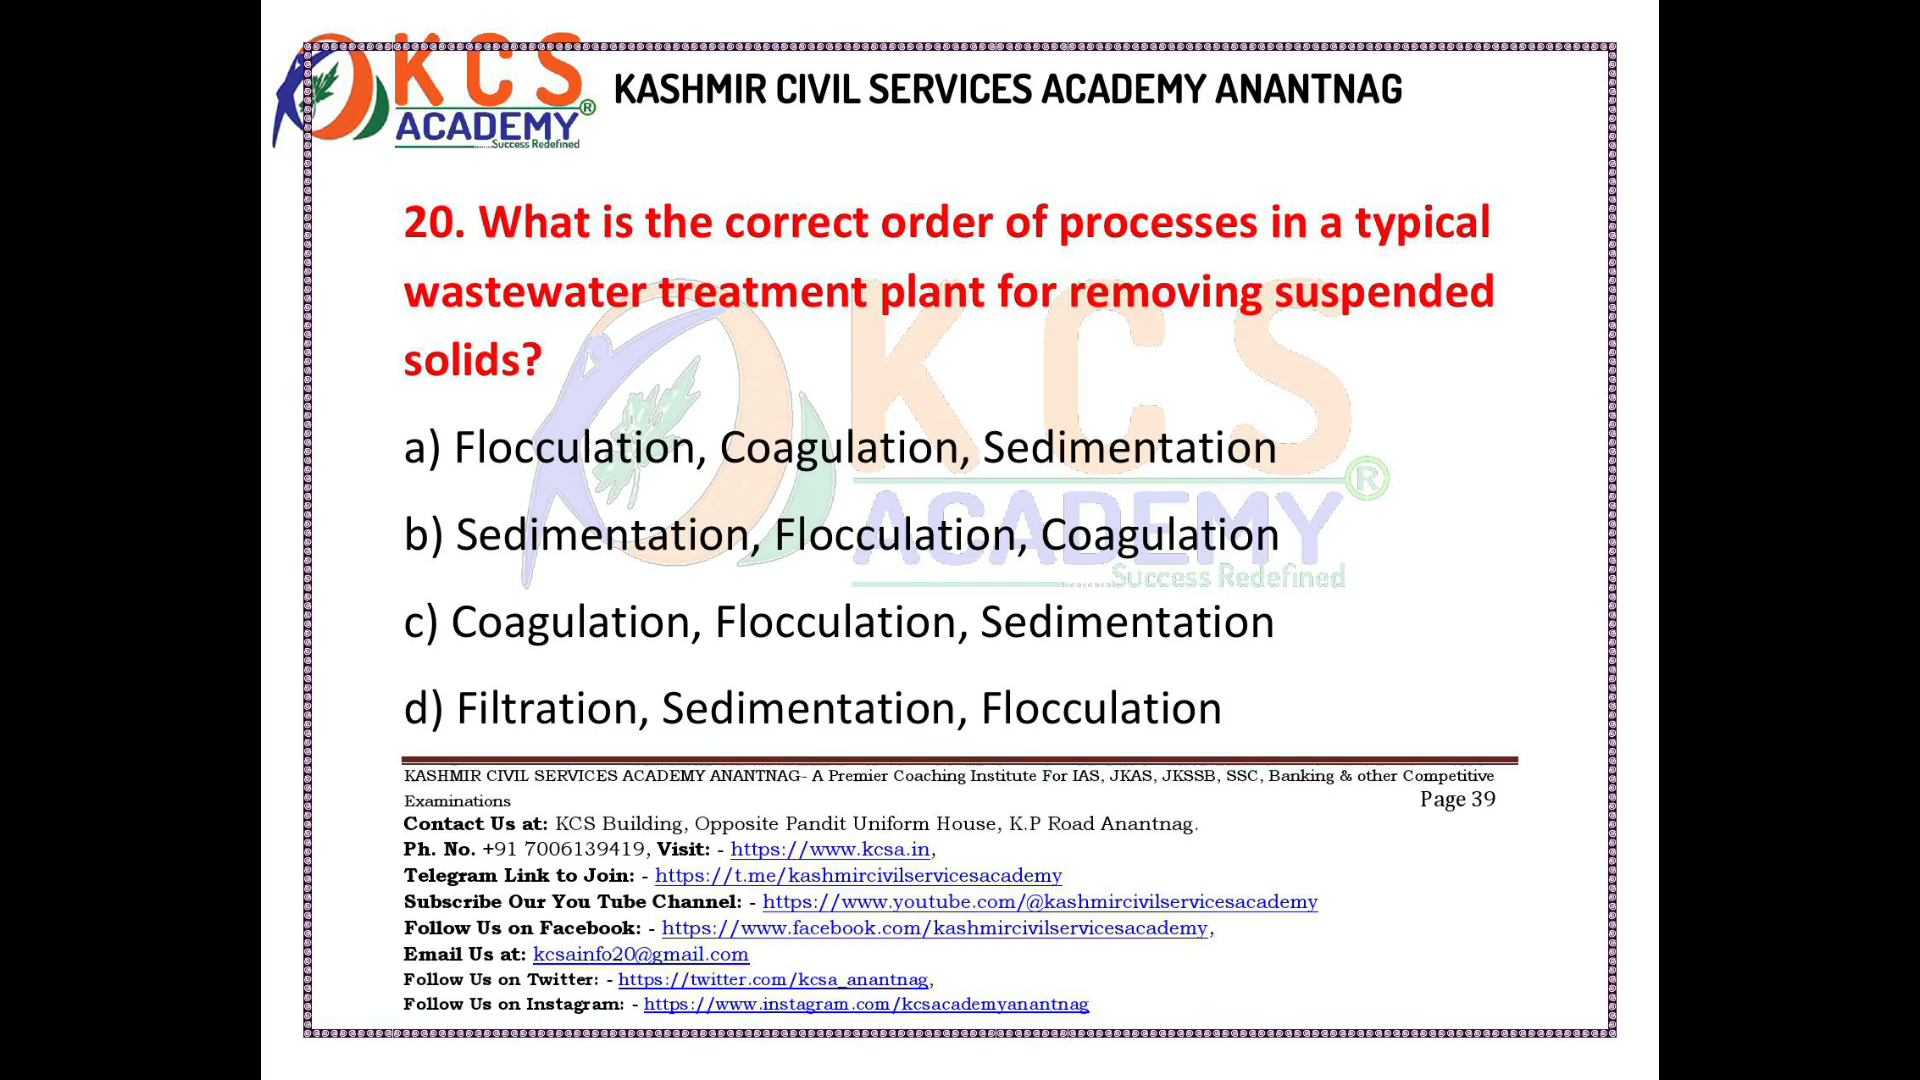 KCS
ACADEMY®
......Success Redefined
KASHMIR CIVIL SERVICES ACADEMY ANANTNAG
20. What is the correct order of processes in a typical
wastewater treatment plant for removing suspended
solids?
KCS
a) Flocculation, Coagulation, Sedimentation
ACADEMY®
b) Sedimentation, Flocculation, Coagulation
.......Success Redefined
c) Coagulation, Flocculation, Sedimentation
d) Filtration, Sedimentation, Flocculation
KASHMIR CIVIL SERVICES ACADEMY ANANTNAG- A Premier Coaching Institute For IAS, JKAS, JKSSB, SSC, Banking & other Competitive
Examinations Page 39
Contact Us at: KCS Building, Opposite Pandit Uniform House, K.P Road Anantnag.
Ph. No. +91 7006139419, Visit: - https://www.kcsa.in,
Telegram Link to Join: - https://t.me/kashmircivilservicesacademy
Subscribe Our You Tube Channel: - https://www.youtube.com/@kashmircivilservicesacademy
Follow Us on Facebook: - https://www.facebook.com/kashmircivilservicesacademy,
Email Us at: kcsainfo20@gmail.com
Follow Us on Twitter: - https://twitter.com/kcsa_anantnag,
Follow Us on Instagram: - https://www.instagram.com/kcsacademyanantnag